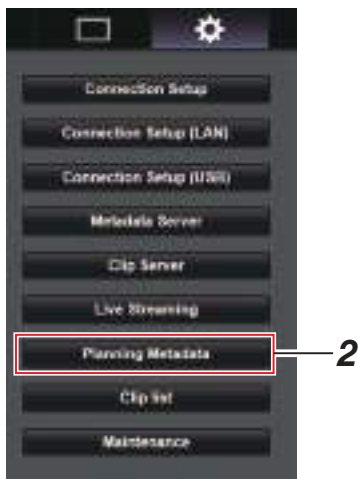 Connection Setup
Connection Setup (LAN)
Connection Setup (USB)
Metadata Server
Clip Server
Live Streaming
Planning Metadata
2
Clip list
Maintenance